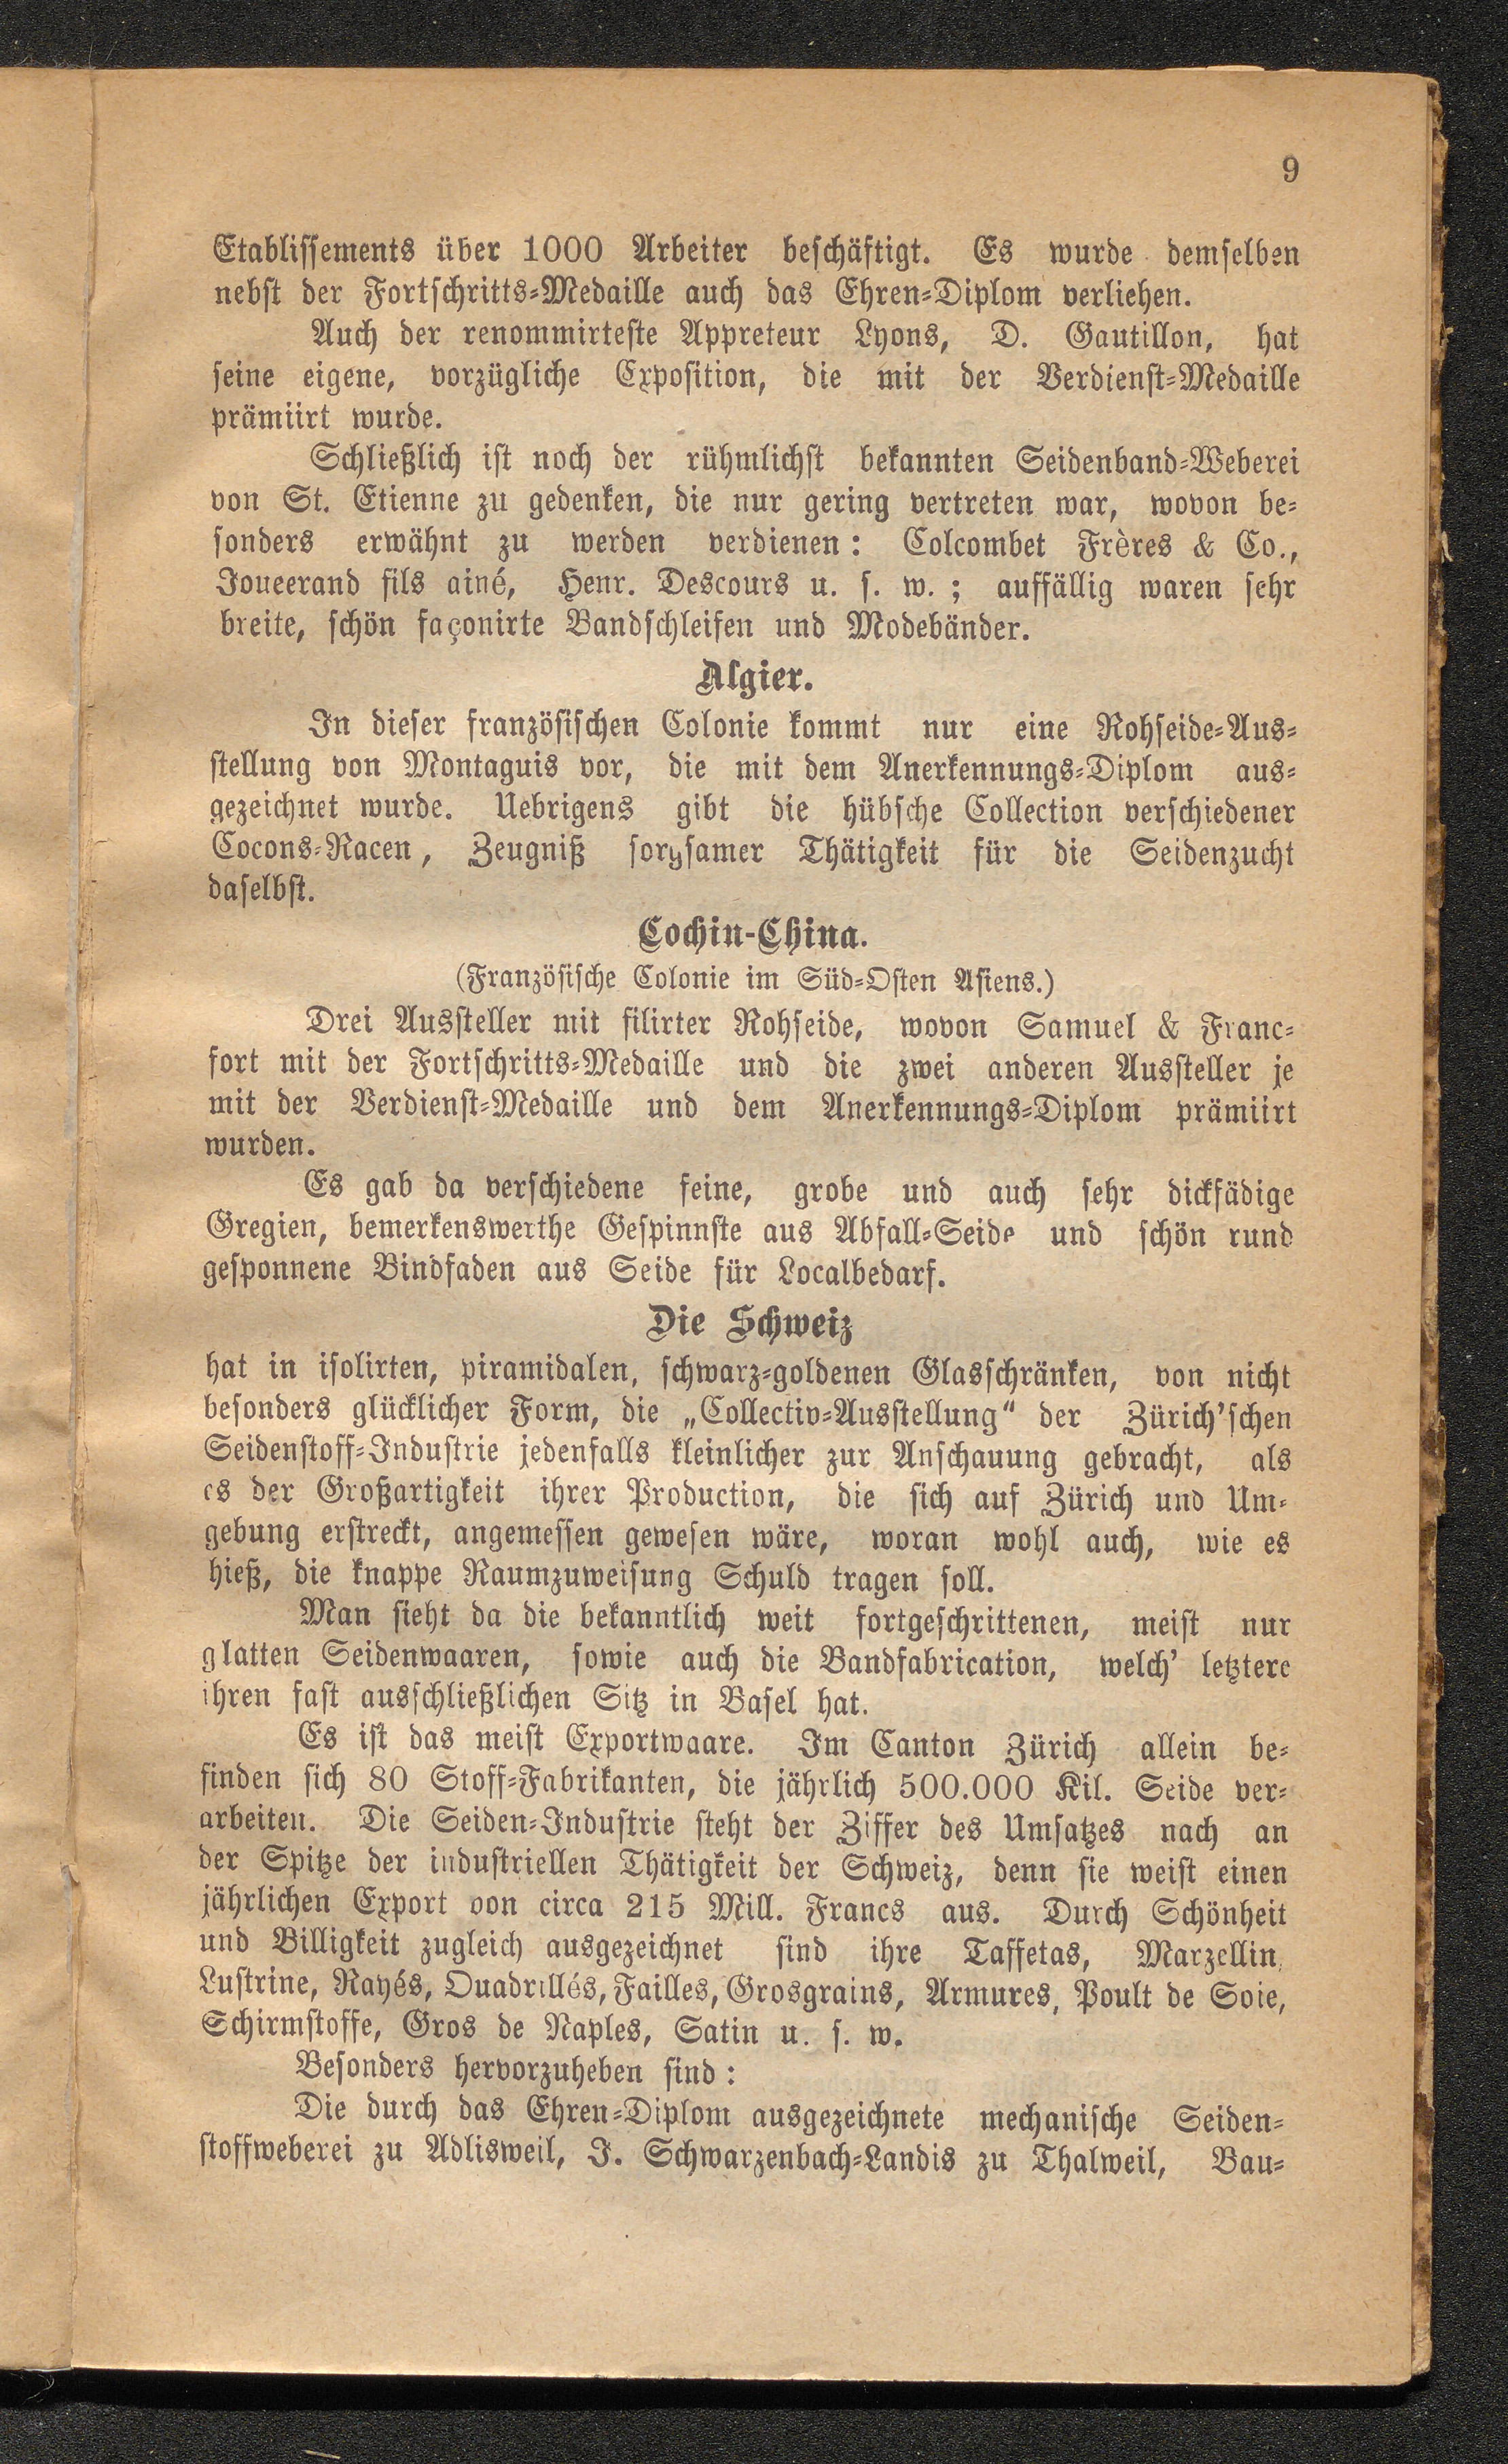 9
Etablissements über 1000 Arbeiter beschäftigt. Es wurde demselben
nebst der Fortschritts-Medaille auch das Ehren-Diplom verliehen.
Auch der renommirteste Appreteur Lyons, D. Gautillon, hat
seine eigene, vorzügliche Exposition, die mit der Verdienst-Medaille
prämiirt wurde.
Schließlich ist noch der rühmlichst bekannten Seidenband-Weberei
von St. Etienne zu gedenken, die nur gering vertreten war, wovon be-
sonders erwähnt zu werden verdienen: Colcombet Frères & Co.,
Joueerand fils ainé, Henr. Descours u. s. w.; auffällig waren sehr
breite, schön façonirte Bandschleifen und Modebänder.
Algier.
In dieser französischen Colonie kommt nur eine Rohseide-Aus-
stellung von Montaguis vor, die mit dem Anerkennungs-Diplom aus-
gezeichnet wurde. Uebrigens gibt die hübsche Collection verschiedener
Cocons-Racen, Zeugniß sorgsamer Thätigkeit für die Seidenzucht
daselbst.
Cochin-China.
(Französische Colonie im Süd-Osten Asiens.)
Drei Aussteller mit filirter Rohseide, wovon Samuel & Franc-
fort mit der Fortschritts-Medaille und die zwei anderen Aussteller je
mit der Verdienst-Medaille und dem Anerkennungs-Diplom prämiirt
wurden.
Es gab da verschiedene feine, grobe und auch sehr dickfädige
Gregien, bemerkenswerthe Gespinnste aus Abfall-Seide und schön rund
gesponnene Bindfaden aus Seide für Localbedarf.
Die Schweiz
hat in isolirten, piramidalen, schwarz-goldenen Glasschränken, von nicht
besonders glücklicher Form, die „Collectiv-Ausstellung“ der Zürich'schen
Seidenstoff-Industrie jedenfalls kleinlicher zur Anschauung gebracht, als
es der Großartigkeit ihrer Production, die sich auf Zürich und Um-
gebung erstreckt, angemessen gewesen wäre, woran wohl auch, wie es
hieß, die knappe Raumzuweisung Schuld tragen soll.
Man sieht da die bekanntlich weit fortgeschrittenen, meist nur
glatten Seidenwaaren, sowie auch die Bandfabrication, welch' letztere
ihren fast ausschließlichen Sitz in Basel hat.
Es ist das meist Exportwaare. Im Canton Zürich allein be-
finden sich 80 Stoff-Fabrikanten, die jährlich 500.000 Kil. Seide ver-
arbeiten. Die Seiden-Industrie steht der Ziffer des Umsatzes nach an
der Spitze der industriellen Thätigkeit der Schweiz, denn sie weist einen
jährlichen Export von circa 215 Mill. Francs aus. Durch Schönheit
und Billigkeit zugleich ausgezeichnet sind ihre Taffetas, Marzellin,
Lustrine, Rayés, Quadrillés, Failles, Grosgrains, Armures, Poult de Soie,
Schirmstoffe, Gros de Naples, Satin u. s. w.
Besonders hervorzuheben sind:
Die durch das Ehren-Diplom ausgezeichnete mechanische Seiden-
stoffweberei zu Adlisweil, J. Schwarzenbach-Landis zu Thalweil, Bau-